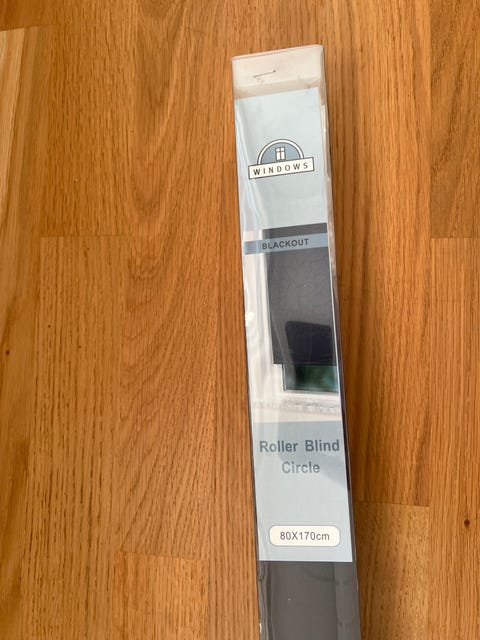 WINDOWS
BLACKOUT
Roller Blind
Circle
80X170cm